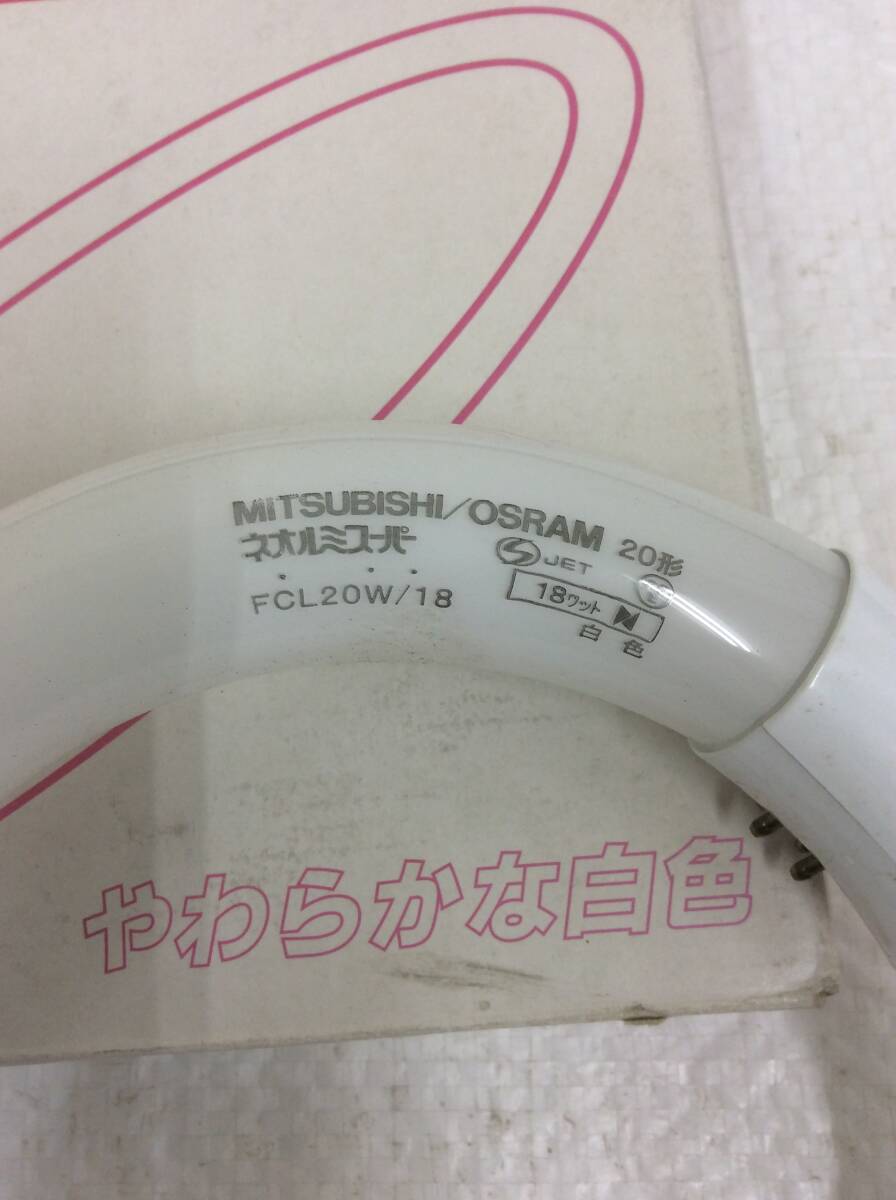 MITSUBISHI/OSRAM 20形
ネオルミスーパー
JET
FCL20W/18
18ワット
白色
やわらかな白色